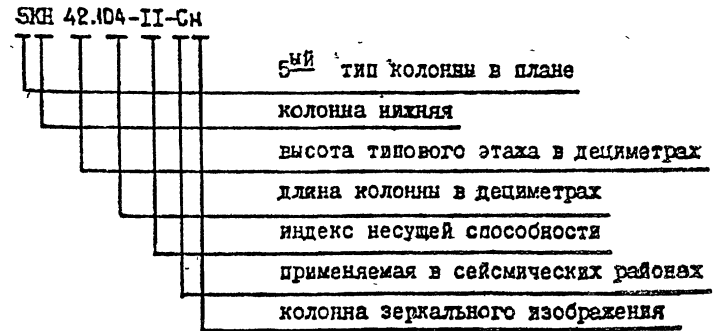 5КН 42.104-II-Сн
5ый тип колонны в плане
колонна нижняя
высота типового этажа в дециметрах
длина колонны в дециметрах
индекс несущей способности
применяемая в сейсмических районах
колонна зеркального изображения